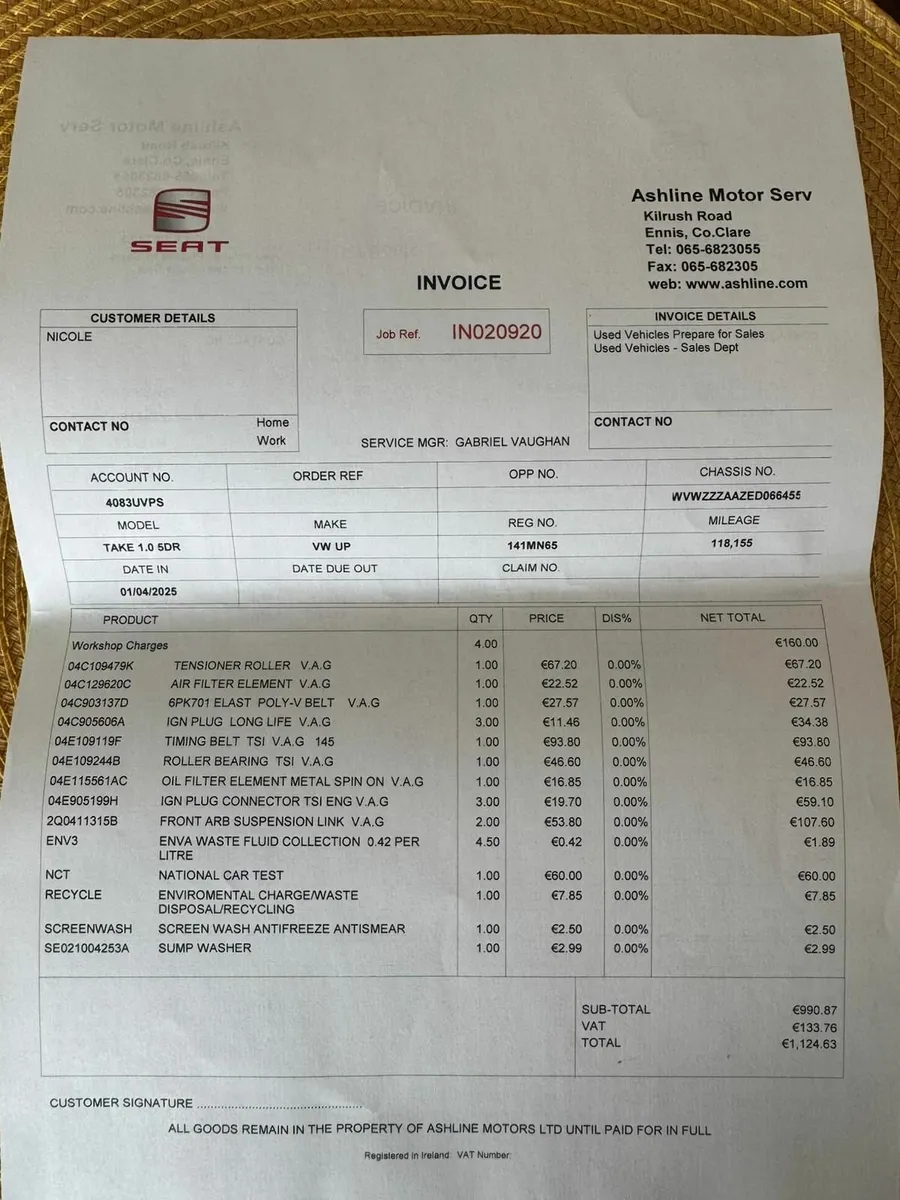 SEAT
Ashline Motor Serv
Kilrush Road
Ennis, Co.Clare
Tel: 065-6823055
Fax: 065-682305
web: www.ashline.com
INVOICE
CUSTOMER DETAILS
NICOLE
CONTACT NO Home
Work
Job Ref. IN020920
SERVICE MGR: GABRIEL VAUGHAN
INVOICE DETAILS
Used Vehicles Prepare for Sales
Used Vehicles - Sales Dept
CONTACT NO
ACCOUNT NO. ORDER REF OPP NO. CHASSIS NO.
4083UVPS WVWZZZAAZED066455
MODEL MAKE REG NO. MILEAGE
TAKE 1.0 5DR VW UP 141MN65 118,155
DATE IN DATE DUE OUT CLAIM NO.
01/04/2025
PRODUCT QTY PRICE DIS% NET TOTAL
Workshop Charges 4.00 €160.00
04C109479K TENSIONER ROLLER V.A.G 1.00 €67.20 0.00% €67.20
04C129620C AIR FILTER ELEMENT V.A.G 1.00 €22.52 0.00% €22.52
04C903137D 6PK701 ELAST POLY-V BELT V.A.G 1.00 €27.57 0.00% €27.57
04C905606A IGN PLUG LONG LIFE V.A.G 3.00 €11.46 0.00% €34.38
04E109119F TIMING BELT TSI V.A.G 145 1.00 €93.80 0.00% €93.80
04E109244B ROLLER BEARING TSI V.A.G 1.00 €46.60 0.00% €46.60
04E115561AC OIL FILTER ELEMENT METAL SPIN ON V.A.G 1.00 €16.85 0.00% €16.85
04E905199H IGN PLUG CONNECTOR TSI ENG V.A.G 3.00 €19.70 0.00% €59.10
2Q0411315B FRONT ARB SUSPENSION LINK V.A.G 2.00 €53.80 0.00% €107.60
ENV3 ENVA WASTE FLUID COLLECTION 0.42 PER 4.50 €0.42 0.00% €1.89
LITRE
NCT NATIONAL CAR TEST 1.00 €60.00 0.00% €60.00
RECYCLE ENVIROMENTAL CHARGE/WASTE 1.00 €7.85 0.00% €7.85
DISPOSAL/RECYCLING
SCREENWASH SCREEN WASH ANTIFREEZE ANTISMEAR 1.00 €2.50 0.00% €2.50
SE021004253A SUMP WASHER 1.00 €2.99 0.00% €2.99
SUB-TOTAL €990.87
VAT €133.76
TOTAL €1,124.63
CUSTOMER SIGNATURE ..........................................
ALL GOODS REMAIN IN THE PROPERTY OF ASHLINE MOTORS LTD UNTIL PAID FOR IN FULL
Registered in Ireland: VAT Number: